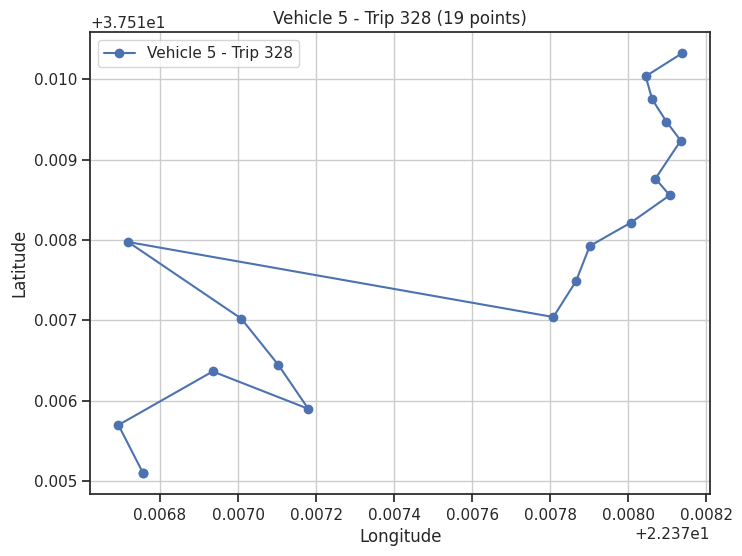 +3.751e1
Vehicle 5 - Trip 328 (19 points)
Vehicle 5 - Trip 328
0.010
0.009
0.008
0.007
0.006
0.005
Latitude
0.0068 0.0070 0.0072 0.0074 0.0076 0.0078 0.0080 0.0082
Longitude
+2.237e1